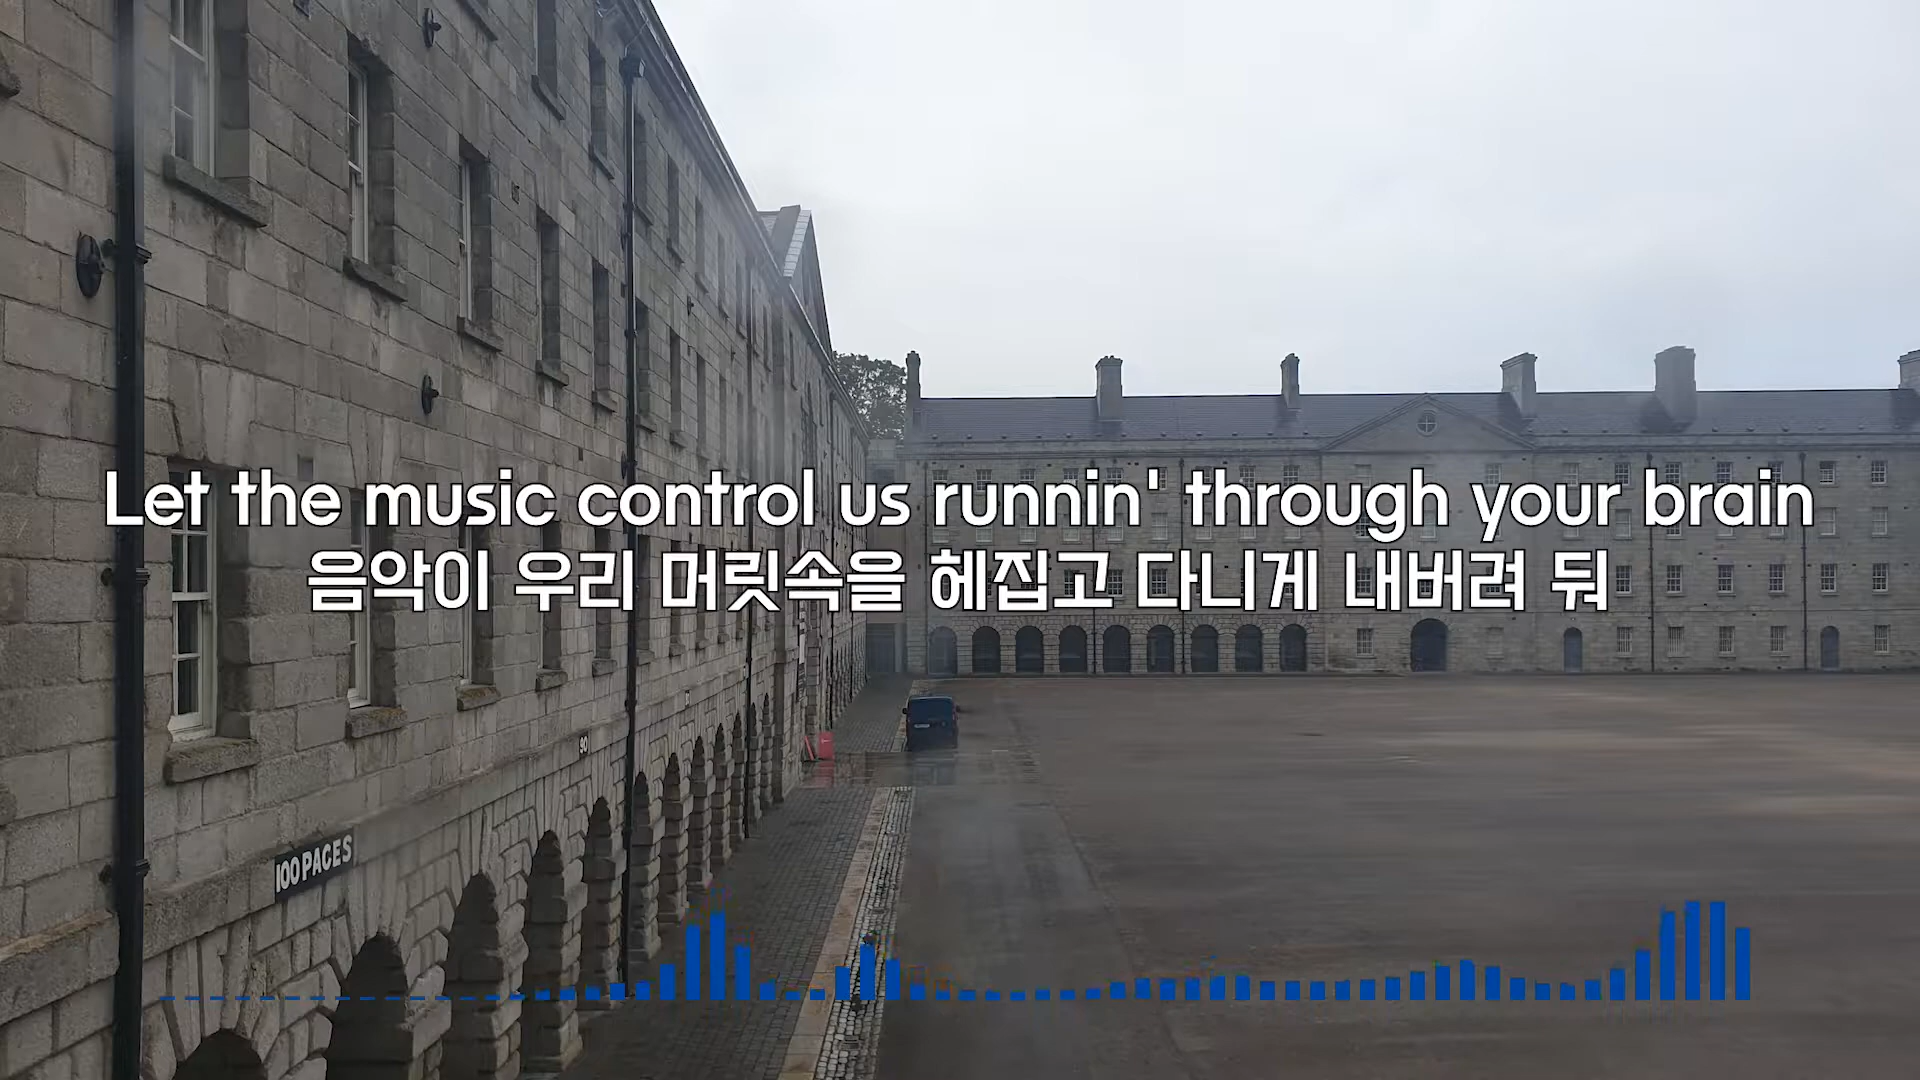 Let the music control us runnin' through your brain
음악이 우리 머릿속을 헤집고 다니게 내버려 둬
90
100 PACES